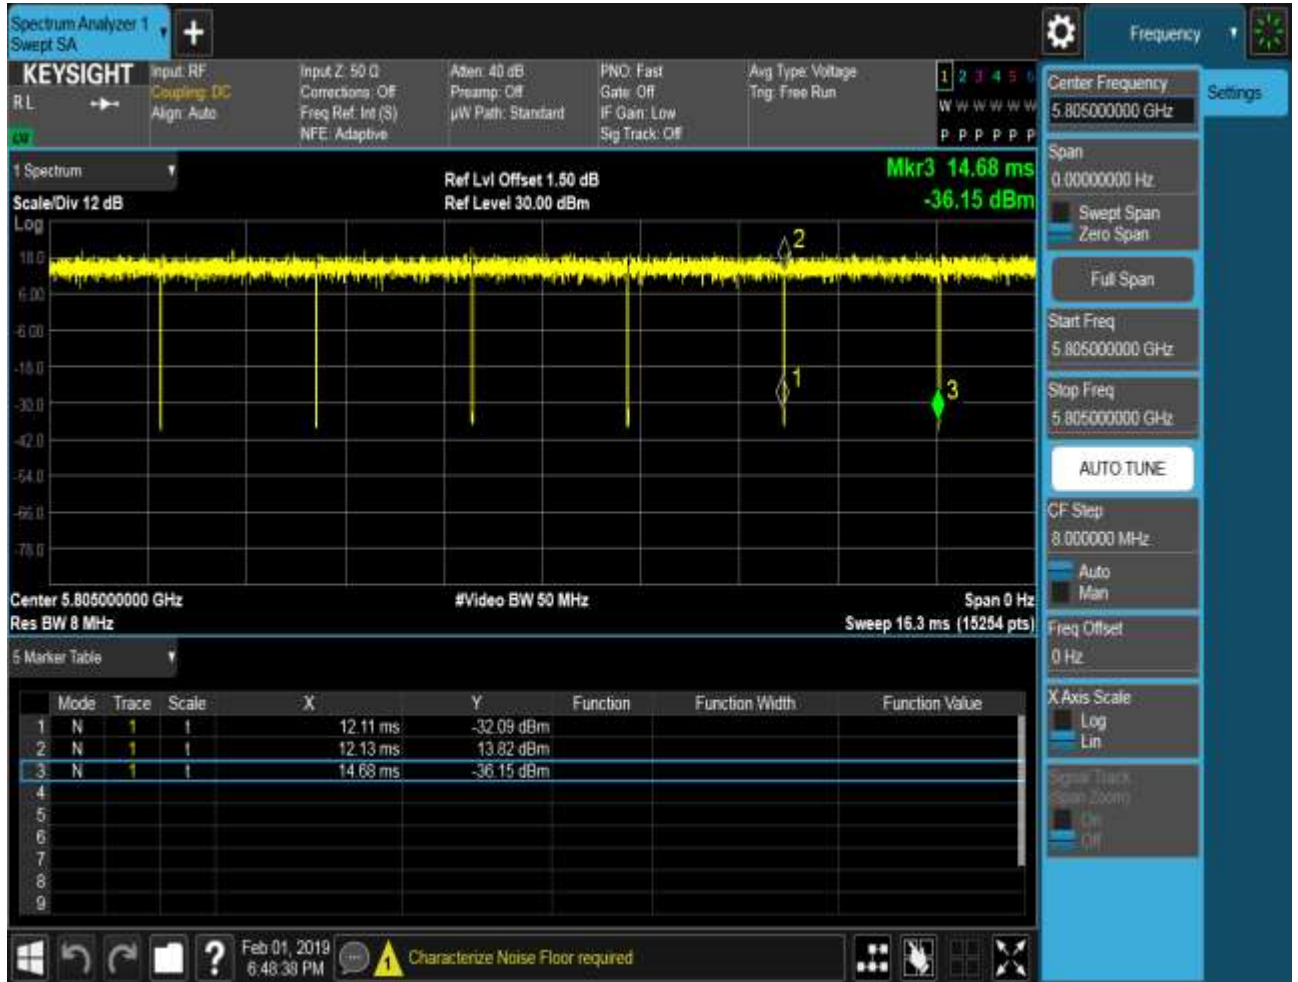 Spectrum Analyzer 1
Swept SA
+
Frequency
KEYSIGHT
RL
Input: RF
Coupling: DC
Align: Auto
Input Z: 50 Ω
Corrections: Off
Freq Ref: Int (S)
NFE: Adaptive
Atten: 40 dB
Preamp: Off
µW Path: Standard
PNO: Fast
Gate: Off
IF Gain: Low
Sig Track: Off
Avg Type: Voltage
Trig: Free Run
1 2 3 4 5 6
W W W W W W
P P P P P P
1 Spectrum
Scale/Div 12 dB
Log
Ref Lvl Offset 1.50 dB
Ref Level 30.00 dBm
Mkr3 14.68 ms
-36.15 dBm
18.0
6.00
-6.00
-18.0
-30.0
-42.0
-54.0
-66.0
-78.0
2
1
3
Center 5.805000000 GHz
Res BW 8 MHz
#Video BW 50 MHz
Span 0 Hz
Sweep 16.3 ms (15254 pts)
5 Marker Table
Mode Trace Scale X Y Function Function Width Function Value
1 N 1 t 12.11 ms -32.09 dBm
2 N 1 t 12.13 ms 13.82 dBm
3 N 1 t 14.68 ms -36.15 dBm
4
5
6
7
8
9
Feb 01, 2019
6:48:38 PM
?
1
Characterize Noise Floor required
Center Frequency
5.805000000 GHz
Settings
Span
0.00000000 Hz
Swept Span
Zero Span
Full Span
Start Freq
5.805000000 GHz
Stop Freq
5.805000000 GHz
AUTO TUNE
CF Step
8.000000 MHz
Auto
Man
Freq Offset
0 Hz
X Axis Scale
Log
Lin
Signal Track
(Span Zoom)
On
Off